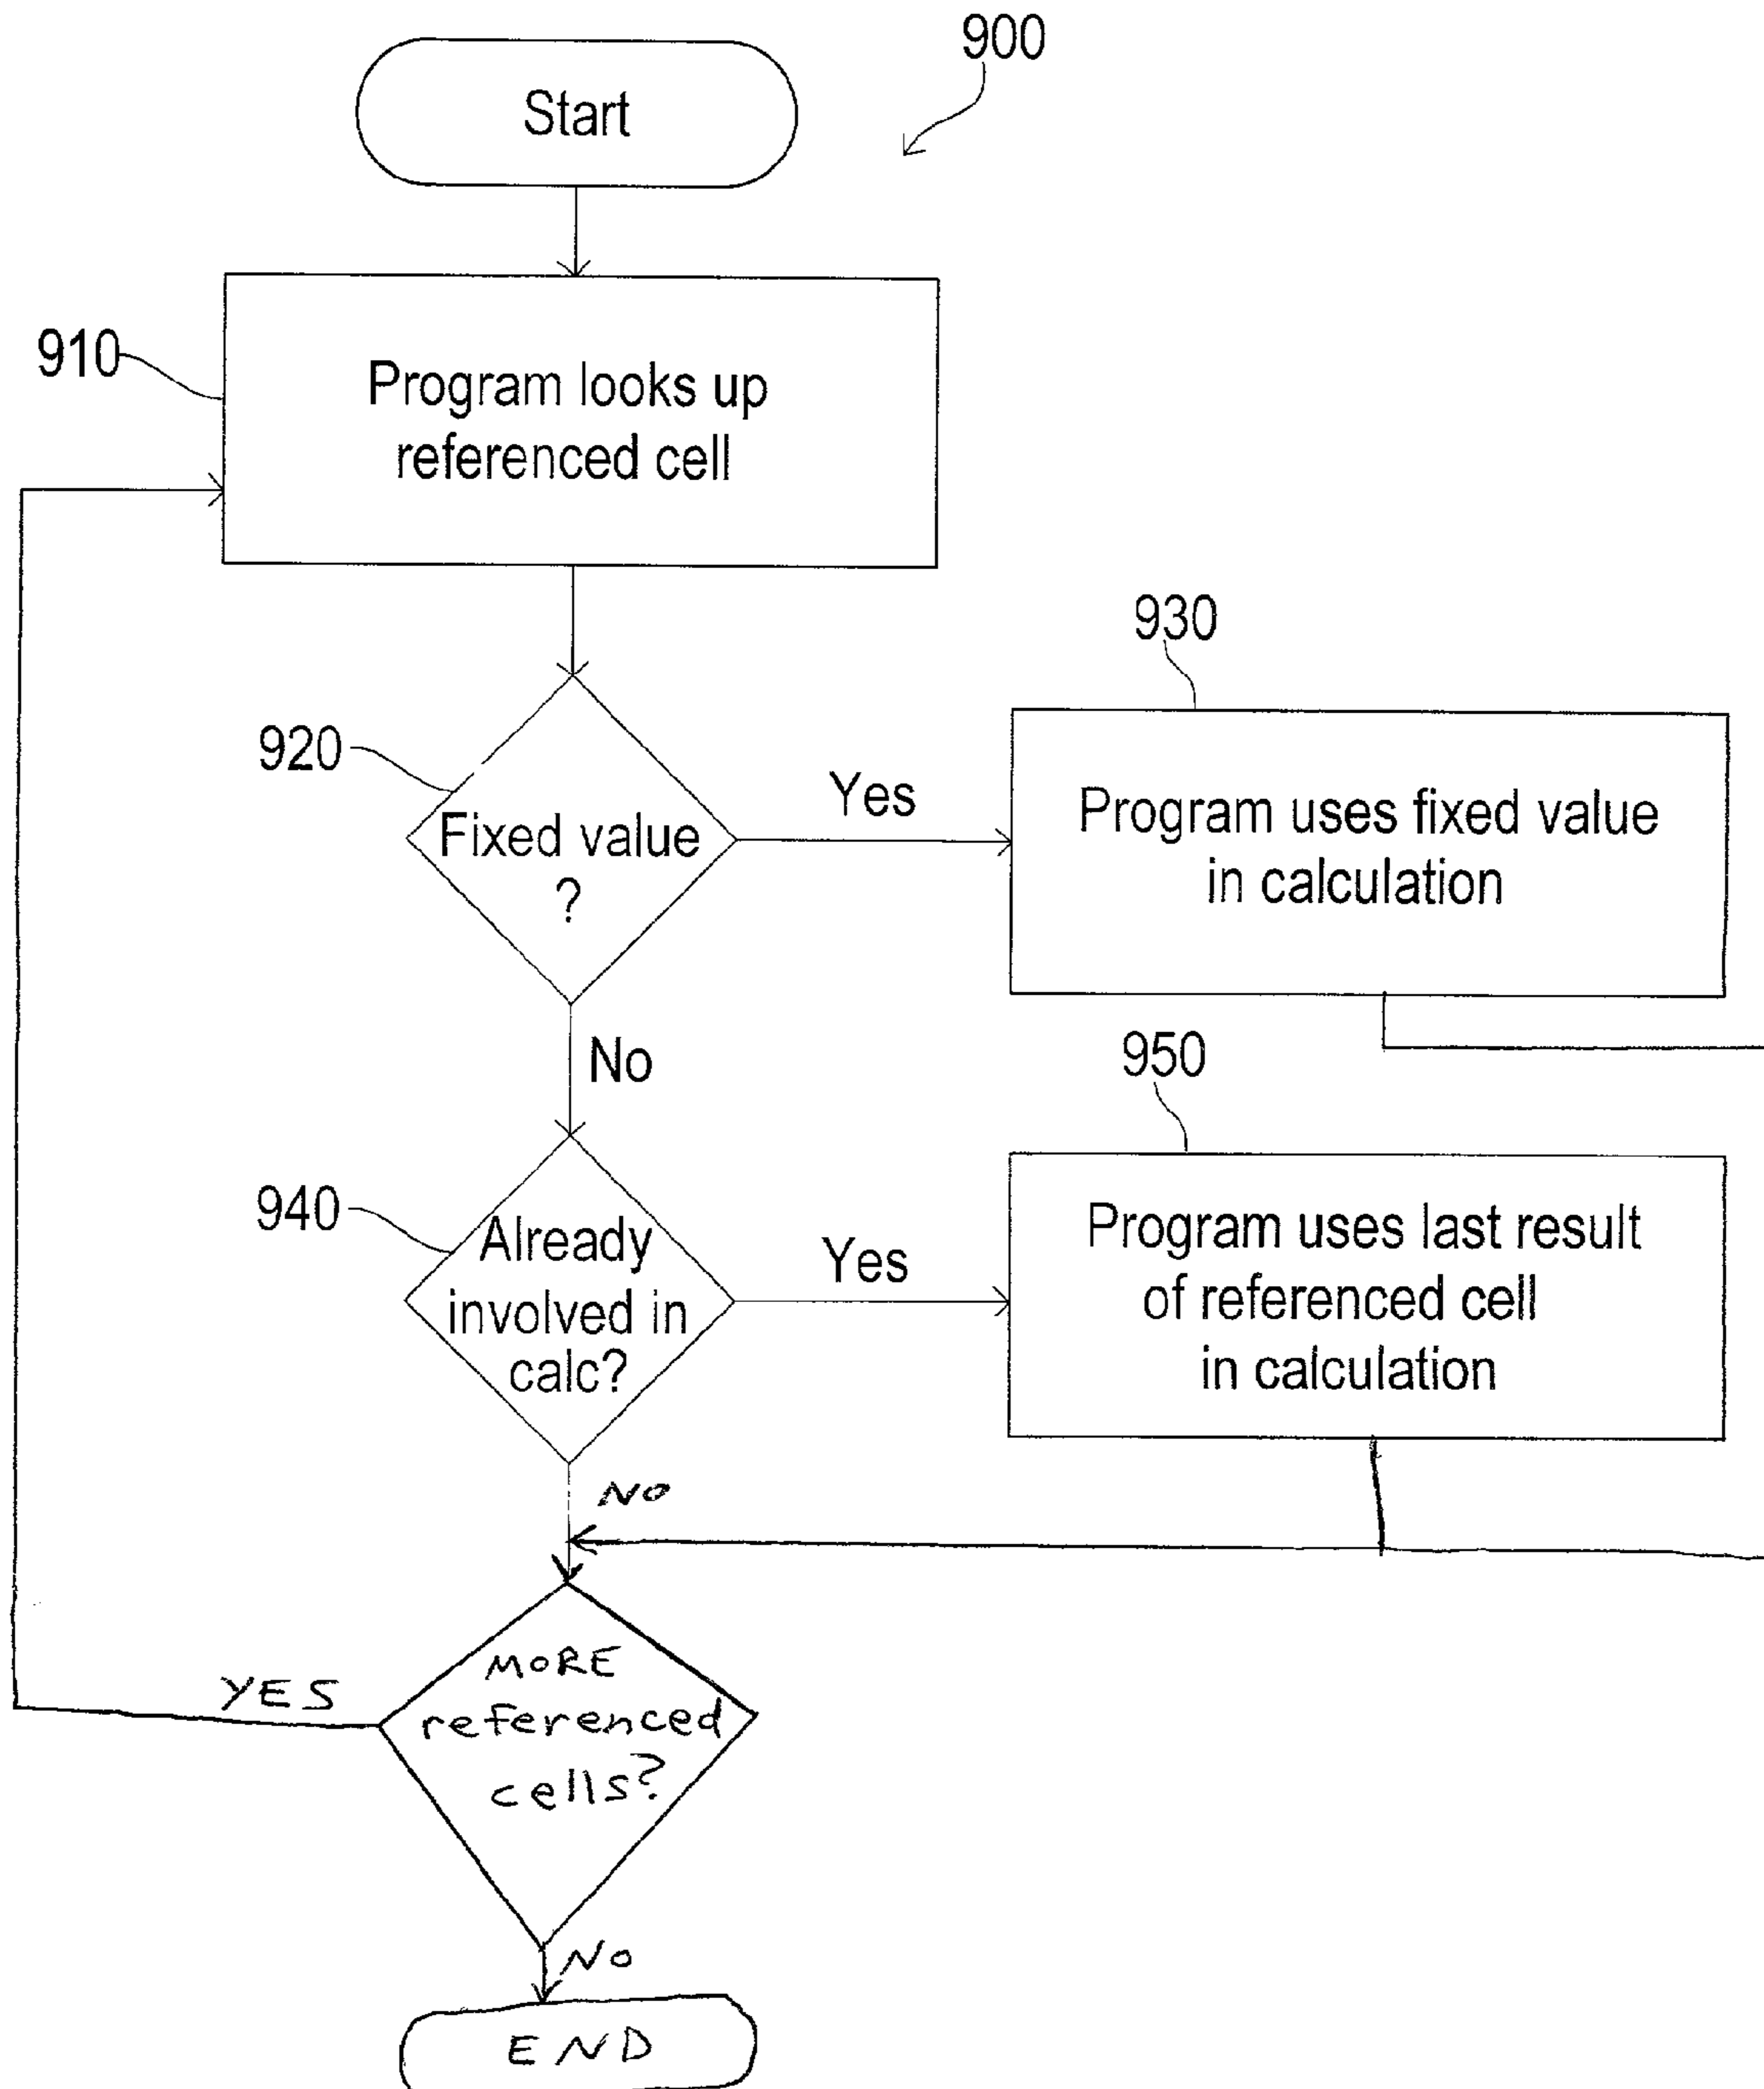 900
Start
910
Program looks up
referenced cell
930
920
Fixed value
?
Yes
Program uses fixed value
in calculation
No
950
940
Already
involved in
calc?
Yes
Program uses last result
of referenced cell
in calculation
NO
MORE
referenced
cells?
YES
NO
END